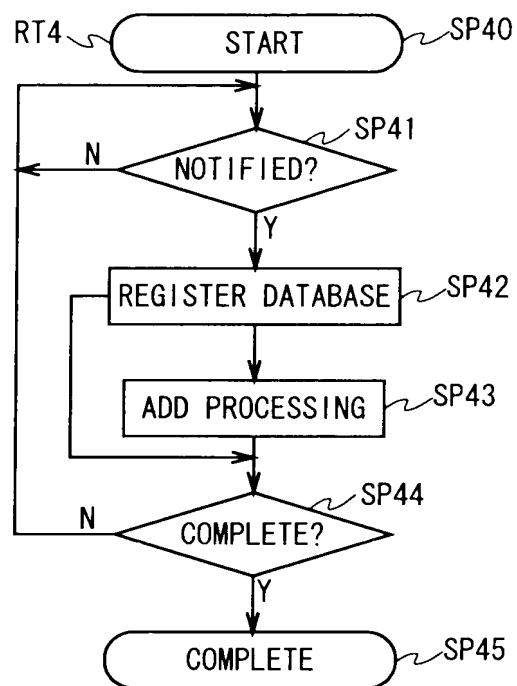 RT4
START
SP40
SP41
NOTIFIED?
N
Y
REGISTER DATABASE
SP42
ADD PROCESSING
SP43
SP44
COMPLETE?
N
Y
COMPLETE
SP45